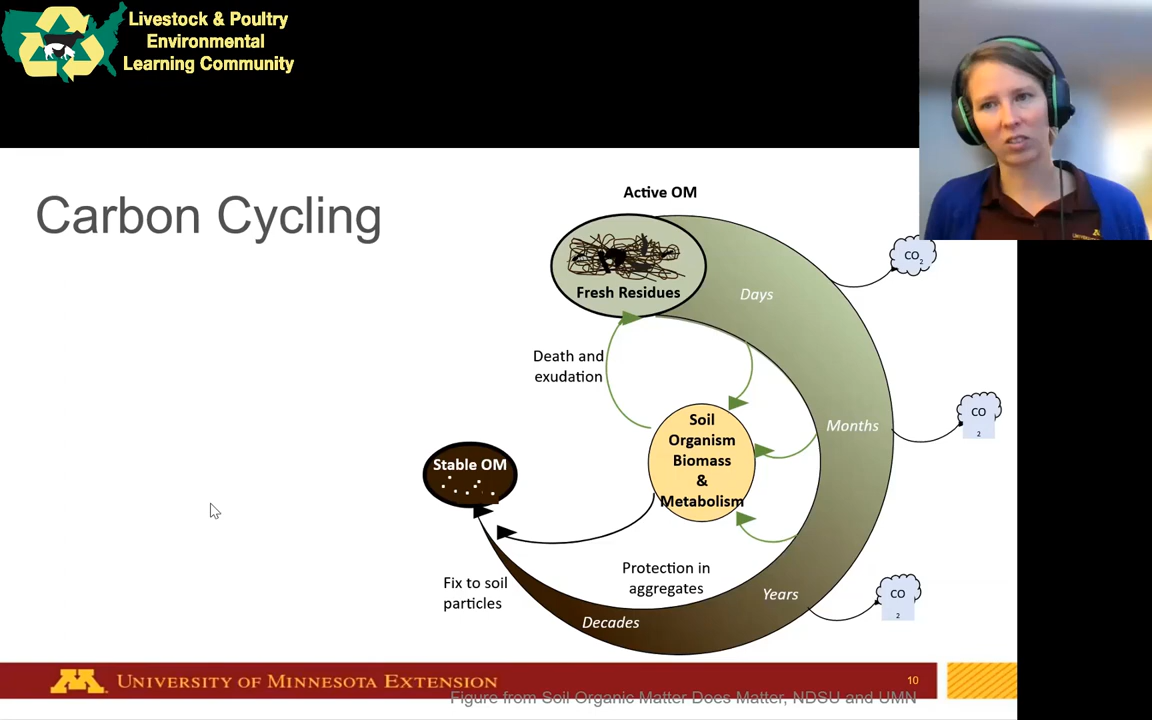 Livestock & Poultry
Environmental
Learning Community
Carbon Cycling
Active OM
Fresh Residues
Days
CO2
Death and
exudation
Months
CO
2
Soil
Organism
Biomass
&
Metabolism
Stable OM
Protection in
aggregates
Fix to soil
particles
Years
CO
2
Decades
UNIVERSITY OF MINNESOTA EXTENSION
10
Figure from Soil Organic Matter Does Matter, NDSU and UMN